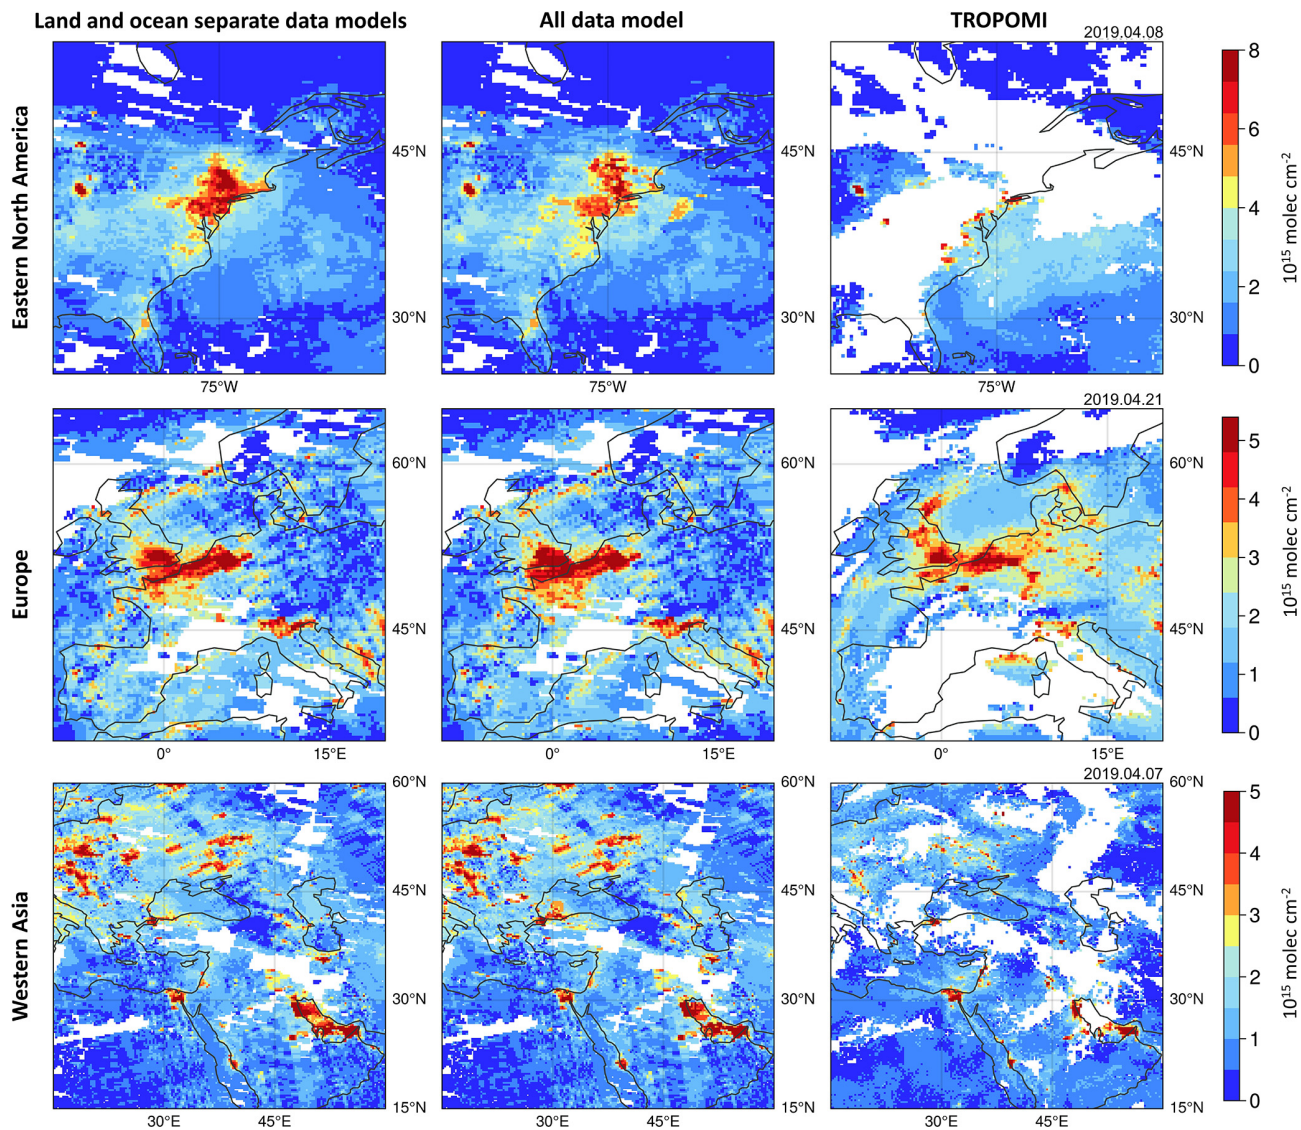 Land and ocean separate data models
All data model
TROPOMI
2019.04.08
Eastern North America
45°N
45°N
30°N
30°N
75°W
75°W
75°W
8
6
4
2
0
10¹⁵ molec cm⁻²
2019.04.21
Europe
60°N
60°N
45°N
45°N
0°
15°E
0°
15°E
0°
15°E
5
4
3
2
1
0
10¹⁵ molec cm⁻²
2019.04.07
Western Asia
60°N
60°N
60°N
45°N
45°N
45°N
30°N
30°N
30°N
15°N
15°N
15°N
30°E
45°E
30°E
45°E
30°E
45°E
5
4
3
2
1
0
10¹⁵ molec cm⁻²